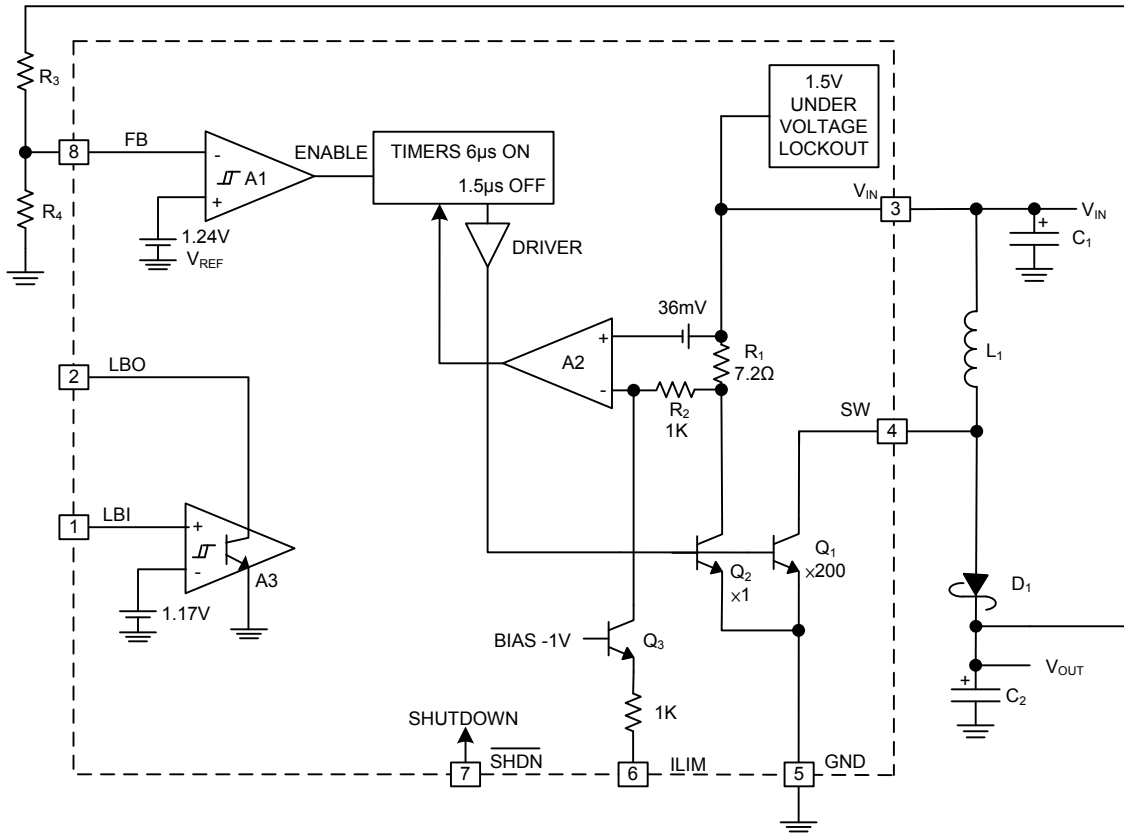 R3
8
FB
R4
-
A1
+
1.24V
VREF
ENABLE
TIMERS 6μs ON
1.5μs OFF
DRIVER
1.5V
UNDER
VOLTAGE
LOCKOUT
VIN
3
VIN
+
C1
36mV
+
A2
-
R1
7.2Ω
R2
1K
L1
SW
4
2
LBO
1
LBI
+
-
A3
1.17V
Q2
×1
Q1
×200
D1
BIAS -1V
Q3
VOUT
+
C2
1K
SHUTDOWN
7
SHDN
6
ILIM
5
GND